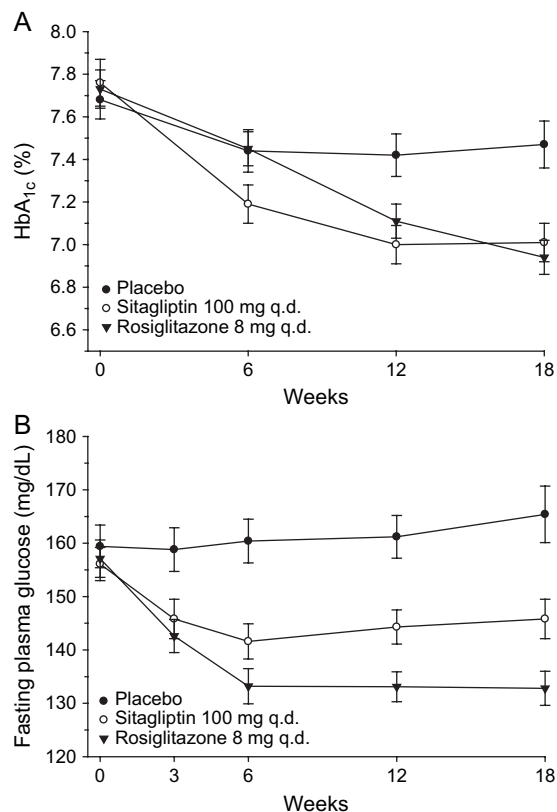 A
8.0
7.8
7.6
7.4
7.2
7.0
6.8
6.6
HbA1c (%)
Placebo
Sitagliptin 100 mg q.d.
Rosiglitazone 8 mg q.d.
0 6 12 18
Weeks
B
180
170
160
150
140
130
120
Fasting plasma glucose (mg/dL)
Placebo
Sitagliptin 100 mg q.d.
Rosiglitazone 8 mg q.d.
0 3 6 12 18
Weeks